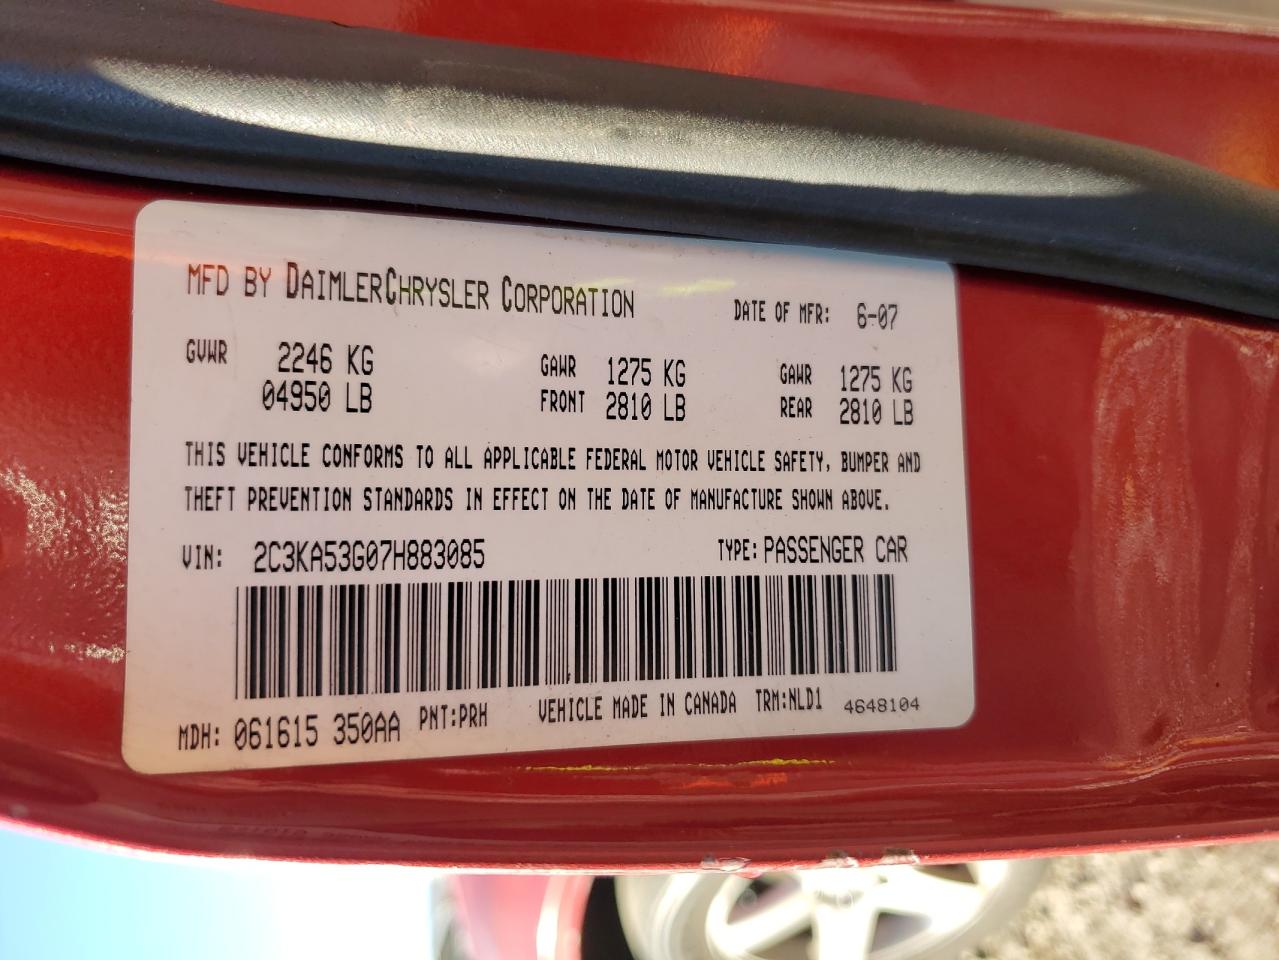 MFD BY DAIMLERCHRYSLER CORPORATION DATE OF MFR: 6-07
GVWR 2246 KG GAWR 1275 KG GAWR 1275 KG
04950 LB FRONT 2810 LB REAR 2810 LB
THIS VEHICLE CONFORMS TO ALL APPLICABLE FEDERAL MOTOR VEHICLE SAFETY, BUMPER AND
THEFT PREVENTION STANDARDS IN EFFECT ON THE DATE OF MANUFACTURE SHOWN ABOVE.
VIN: 2C3KA53G07H883085 TYPE: PASSENGER CAR
MDH: 061615 350AA PNT:PRH VEHICLE MADE IN CANADA TRM:NLD1 4648104